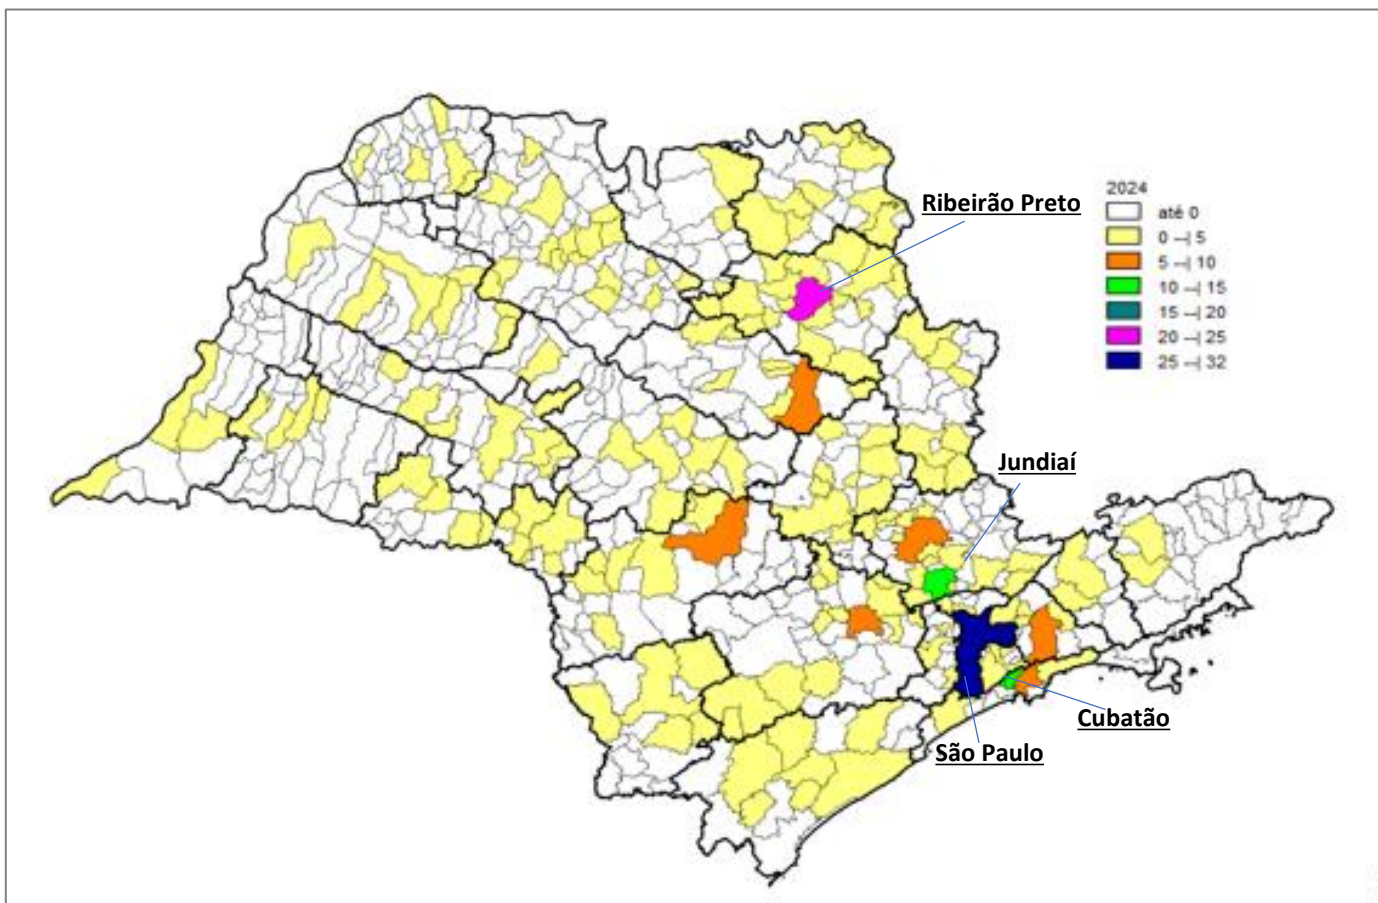 Ribeirão Preto
2024
até 0
0 --| 5
5 --| 10
10 --| 15
15 --| 20
20 --| 25
25 --| 32
Jundiaí
Cubatão
São Paulo